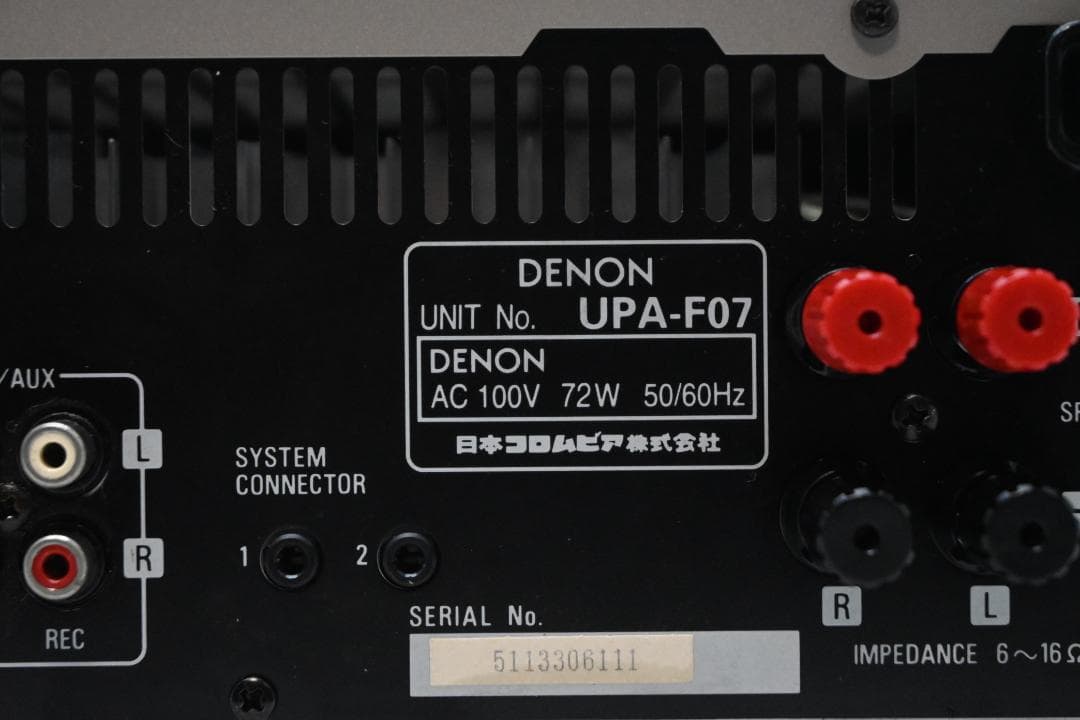 DENON
UNIT No. UPA-F07
DENON
AC 100V 72W 50/60Hz
日本コロムビア株式会社
/AUX
L
R
REC
SYSTEM
CONNECTOR
1
2
SERIAL No.
5113306111
R
L
IMPEDANCE 6～16Ω